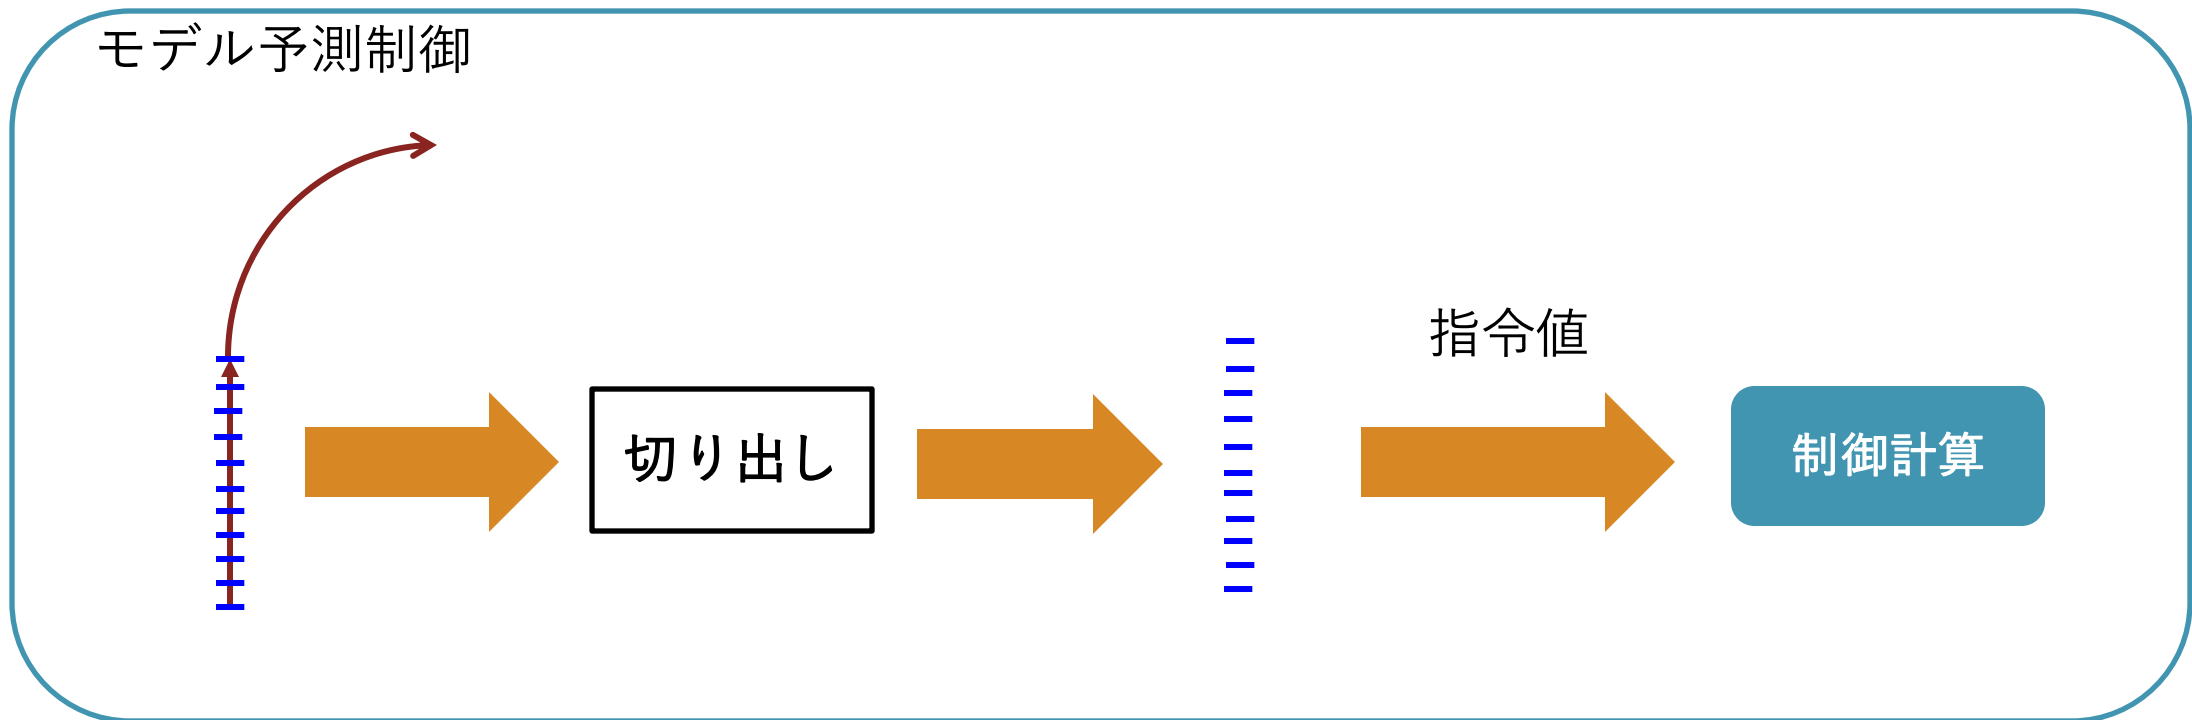 モデル予測制御
指令値
切り出し
制御計算